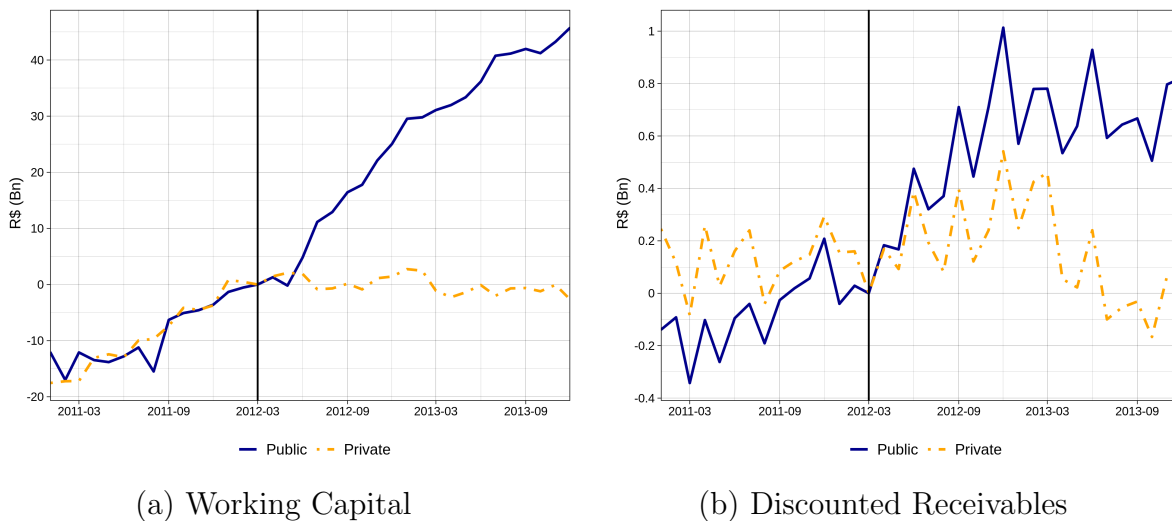 R$ (Bn)
40
30
20
10
0
-10
-20
2011-03 2011-09 2012-03 2012-09 2013-03 2013-09
Public Private
(a) Working Capital
R$ (Bn)
1
0.8
0.6
0.4
0.2
0
-0.2
-0.4
2011-03 2011-09 2012-03 2012-09 2013-03 2013-09
Public Private
(b) Discounted Receivables